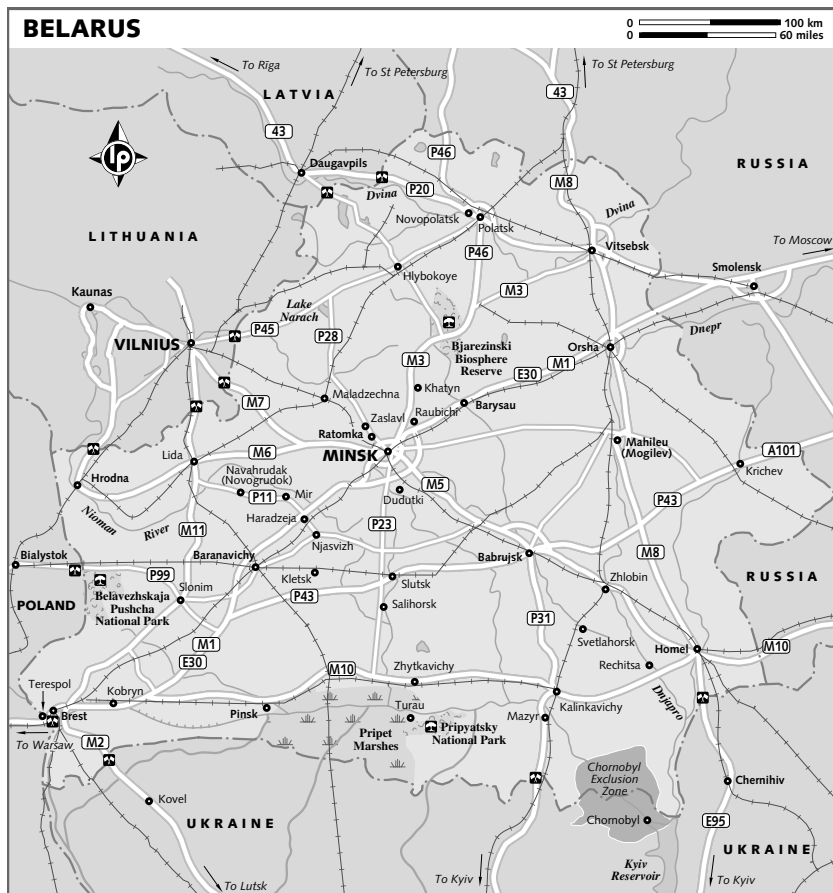 BELARUS
0 100 km
0 60 miles
To Rīga
To St Petersburg
To St Petersburg
LATVIA
43
43
lp
P46
RUSSIA
Daugavpils
P20
M8
Dvina
Dvina
Novopolatsk
Polatsk
LITHUANIA
P46
Vitsebsk
To Moscow
Hlybokoye
Smolensk
Kaunas
M3
Lake
Narach
P45
P28
Dnepr
VILNIUS
Bjarezinski
Biosphere
Reserve
Orsha
M3
M1
E30
Khatyn
M7
Maladzechna
Barysau
Zaslavl
Raubichi
Ratomka
Mahileu
(Mogilev)
MINSK
M6
A101
Lida
Krichev
Hrodna
Navahrudak
(Novogrudok)
M5
P11
Mir
Dudutki
P43
Nioman
River
Haradzeja
P23
M11
Njasvizh
M8
Bialystok
Baranavichy
Babrujsk
P99
Kletsk
Slutsk
Zhlobin
RUSSIA
POLAND
Belavezhskaja
Pushcha
National Park
Slonim
P43
Salihorsk
P31
Svetlahorsk
M1
Homel
M10
E30
Rechitsa
M10
Zhytkavichy
Terespol
Kobryn
Kalinkavichy
Dnjapro
Brest
Pinsk
Turau
Mazyr
To Warsaw
Pripet
Marshes
Pripyatsky
National Park
M2
Chornobyl
Exclusion
Zone
Chernihiv
Kovel
Chornobyl
UKRAINE
E95
UKRAINE
Kyiv
Reservoir
To Lutsk
To Kyiv
To Kyiv